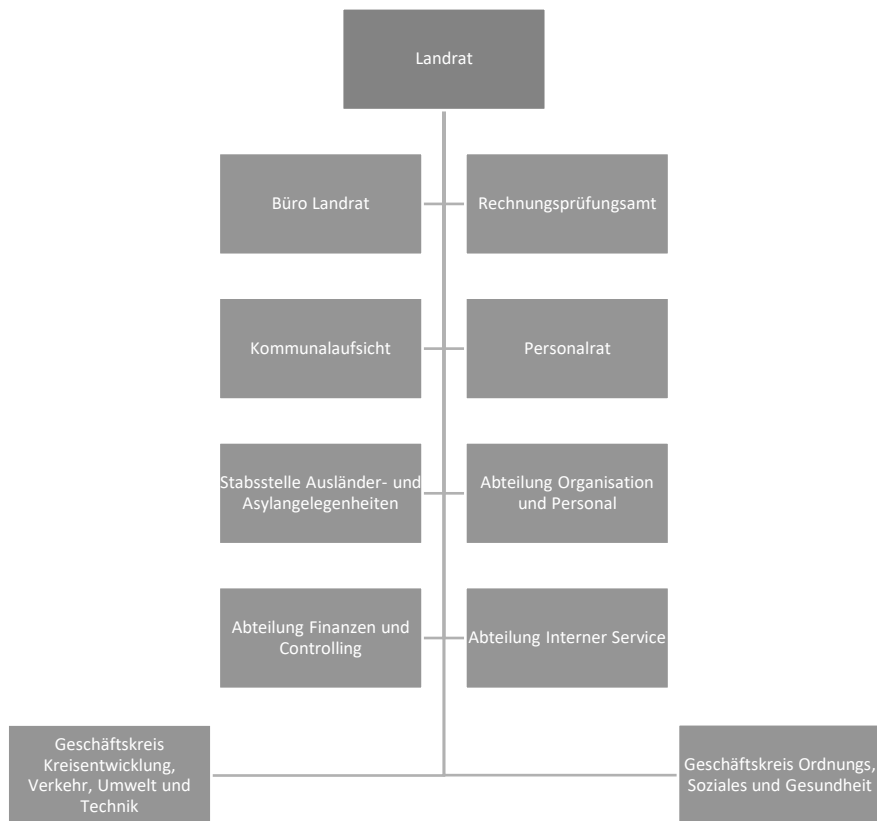 Landrat
Büro Landrat
Rechnungsprüfungsamt
Kommunalaufsicht
Personalrat
Stabsstelle Ausländer- und
Asylangelegenheiten
Abteilung Organisation
und Personal
Abteilung Finanzen und
Controlling
Abteilung Interner Service
Geschäftskreis
Kreisentwicklung,
Verkehr, Umwelt und
Technik
Geschäftskreis Ordnungs,
Soziales und Gesundheit